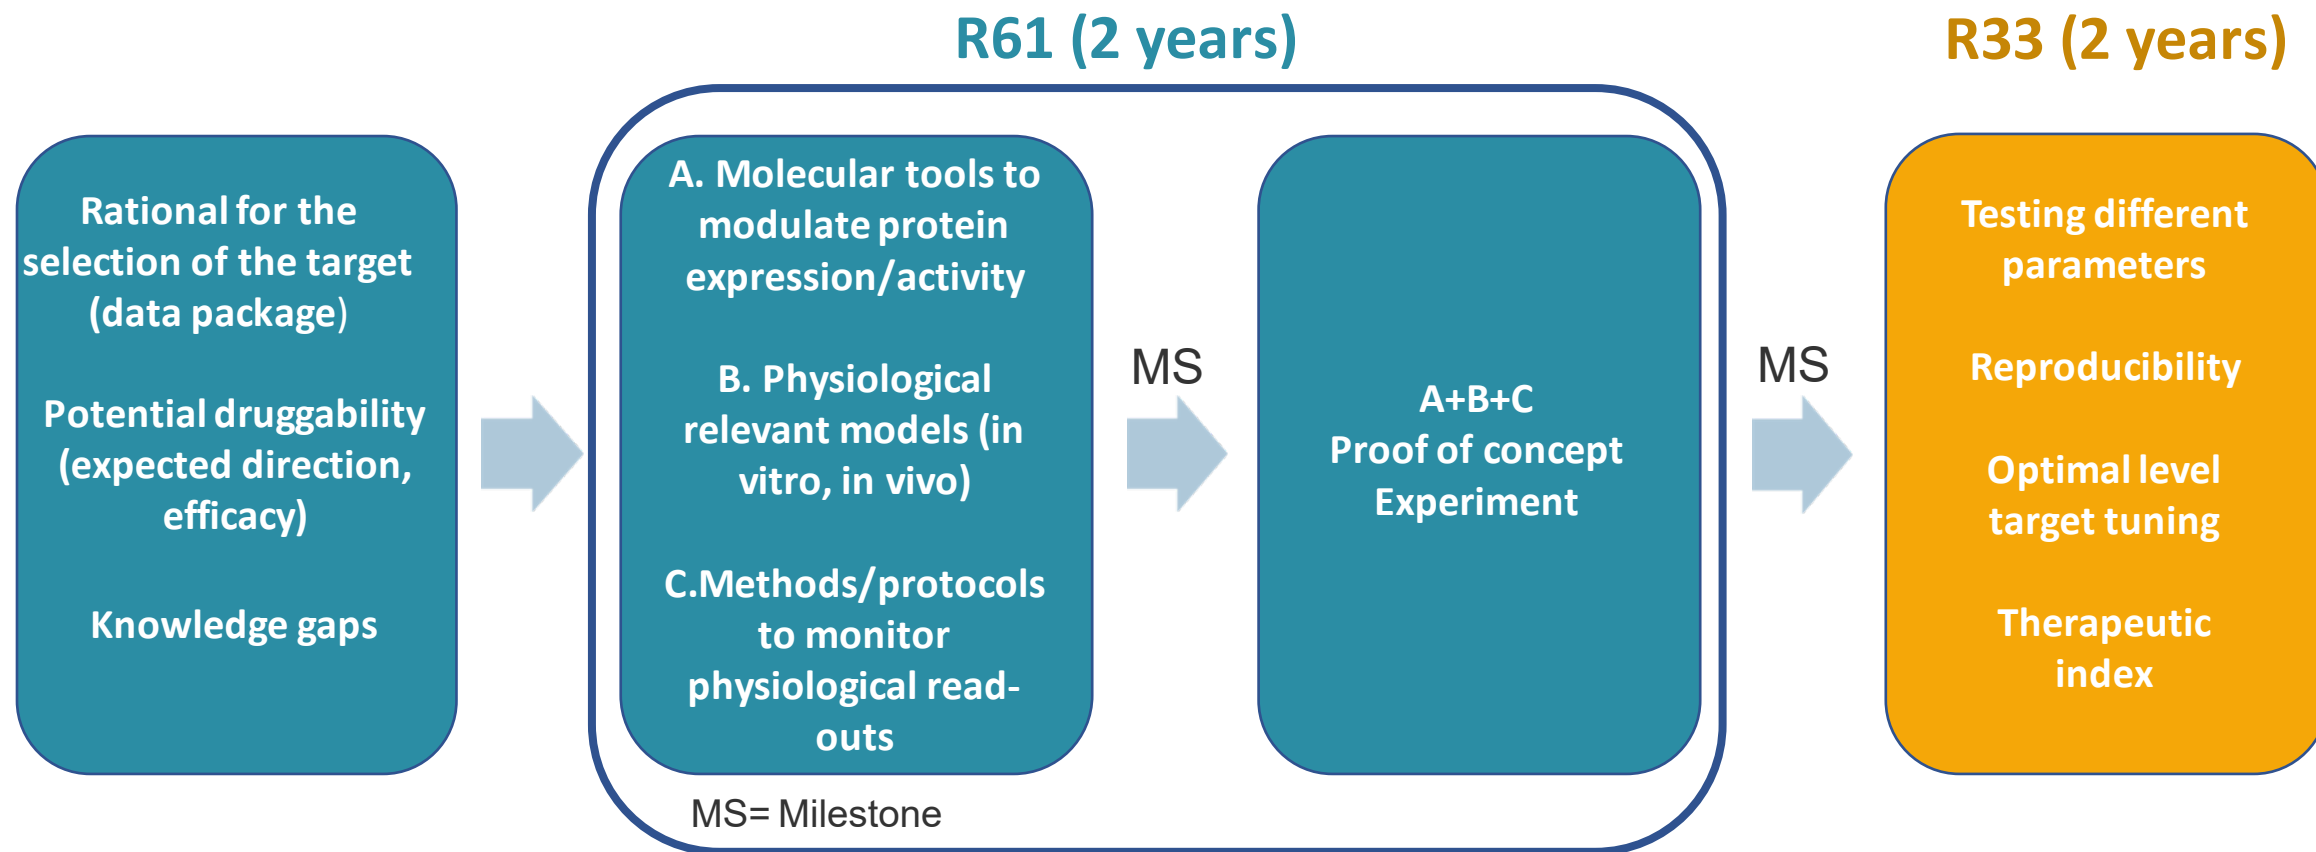 R61 (2 years)
R33 (2 years)
Rational for the
selection of the target
(data package)
Potential druggability
(expected direction,
efficacy)
Knowledge gaps
A. Molecular tools to
modulate protein
expression/activity
B. Physiological
relevant models (in
vitro, in vivo)
C.Methods/protocols
to monitor
physiological read-
outs
MS
A+B+C
Proof of concept
Experiment
MS
Testing different
parameters
Reproducibility
Optimal level
target tuning
Therapeutic
index
MS= Milestone